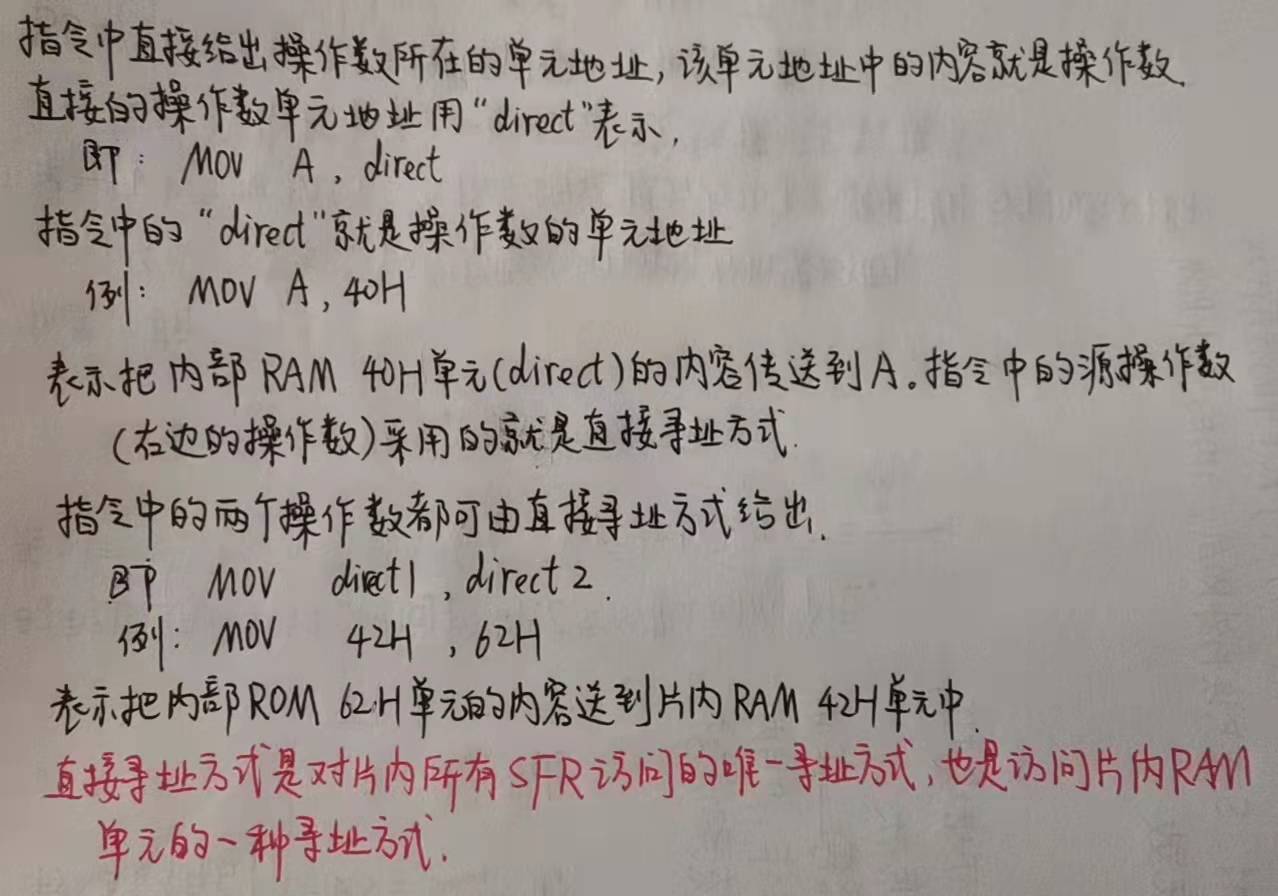 指令中直接给出操作数所在的单元地址,该单元地址中的内容就是操作数.
直接的操作数单元地址用"direct"表示,
即: MOV A, direct
指令中的"direct"就是操作数的单元地址
例: MOV A, 40H
表示把内部 RAM 40H单元(direct)的内容传送到A。指令中的源操作数
(右边的操作数)采用的就是直接寻址方式.
指令中的两个操作数都可由直接寻址方式给出.
即 MOV direct1, direct2.
例: MOV 42H, 62H
表示把内部ROM 62H单元的内容送到片内RAM 42H单元中.
直接寻址方式是对片内所有SFR访问的唯一寻址方式,也是访问片内RAM
单元的一种寻址方式.